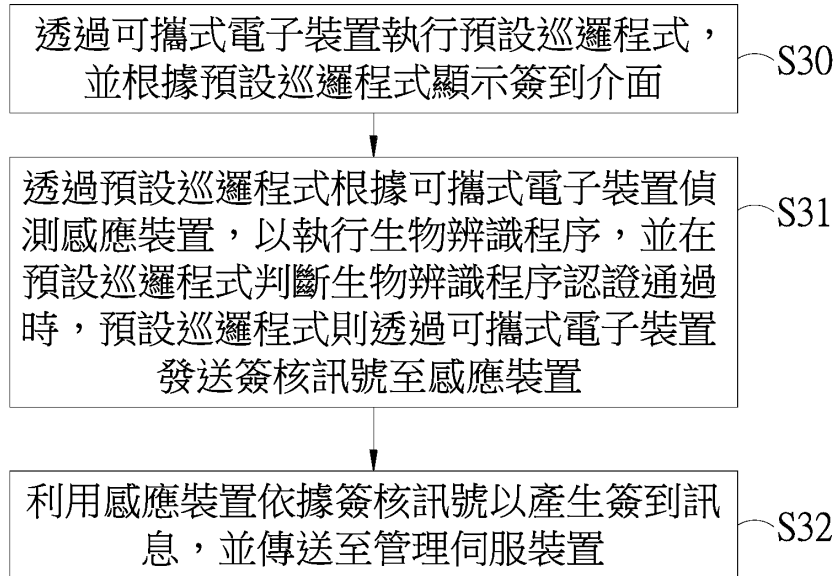 透過可攜式電子裝置執行預設巡邏程式，
並根據預設巡邏程式顯示簽到介面
S30
透過預設巡邏程式根據可攜式電子裝置偵
測感應裝置，以執行生物辨識程序，並在
預設巡邏程式判斷生物辨識程序認證通過
時，預設巡邏程式則透過可攜式電子裝置
發送簽核訊號至感應裝置
S31
利用感應裝置依據簽核訊號以產生簽到訊
息，並傳送至管理伺服裝置
S32